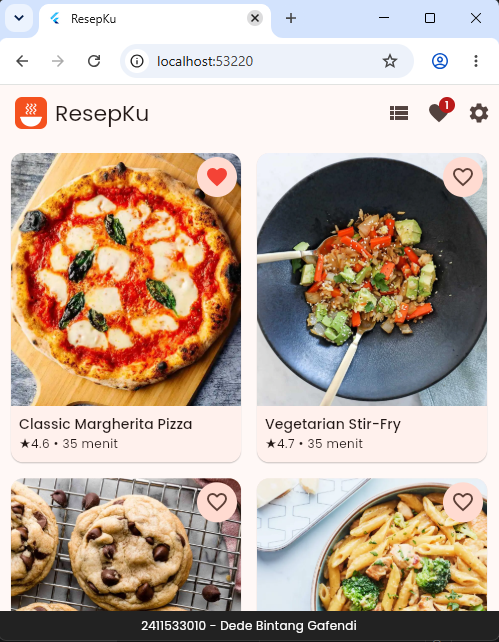 ResepKu
localhost:53220
ResepKu
1
Classic Margherita Pizza
★4.6 • 35 menit
Vegetarian Stir-Fry
★4.7 • 35 menit
2411533010 - Dede Bintang Gafendi